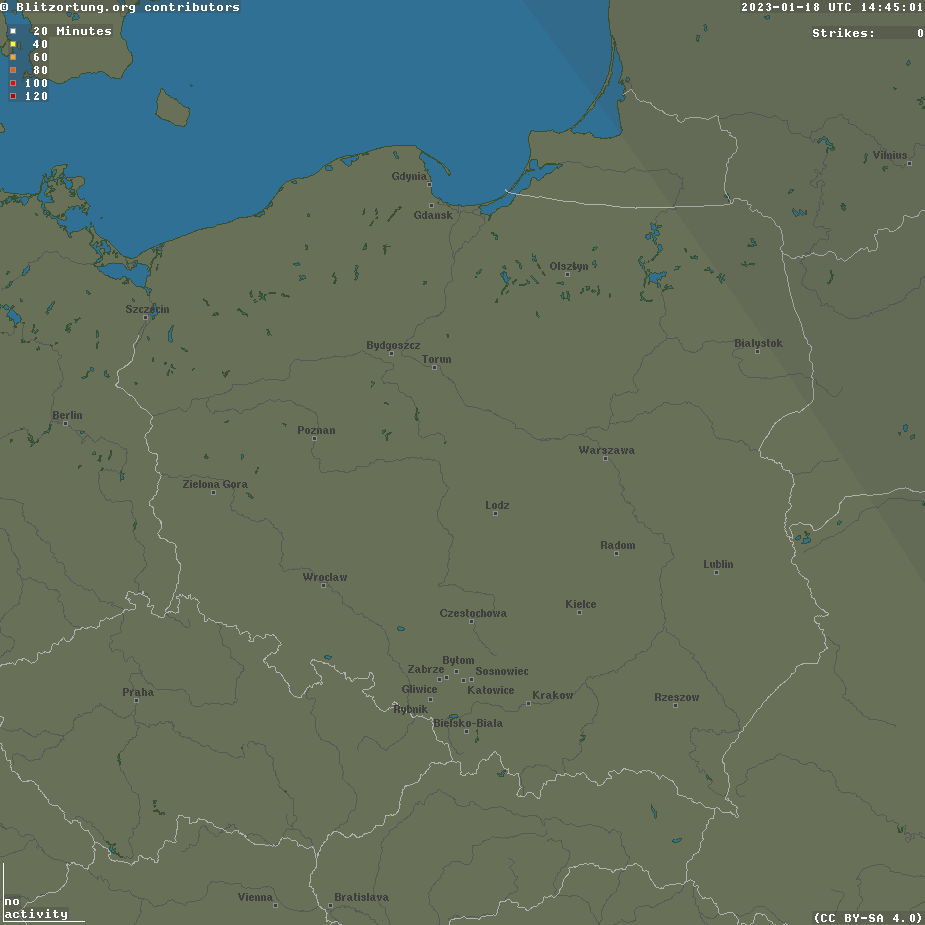 © Blitzortung.org contributors
2023-01-18 UTC 14:45:01
20 Minutes
Strikes: 0
40
60
80
100
120
Vilnius
Gdynia
Gdansk
Olsztyn
Szczecin
Bydgoszcz
Bialystok
Torun
Berlin
Poznan
Warszawa
Zielona Gora
Lodz
Radom
Lublin
Wroclaw
Kielce
Czestochowa
Bytom
Zabrze
Sosnowiec
Gliwice
Katowice
Praha
Krakow
Rzeszow
Rybnik
Bielsko-Biala
Vienna
Bratislava
no
activity
(CC BY-SA 4.0)